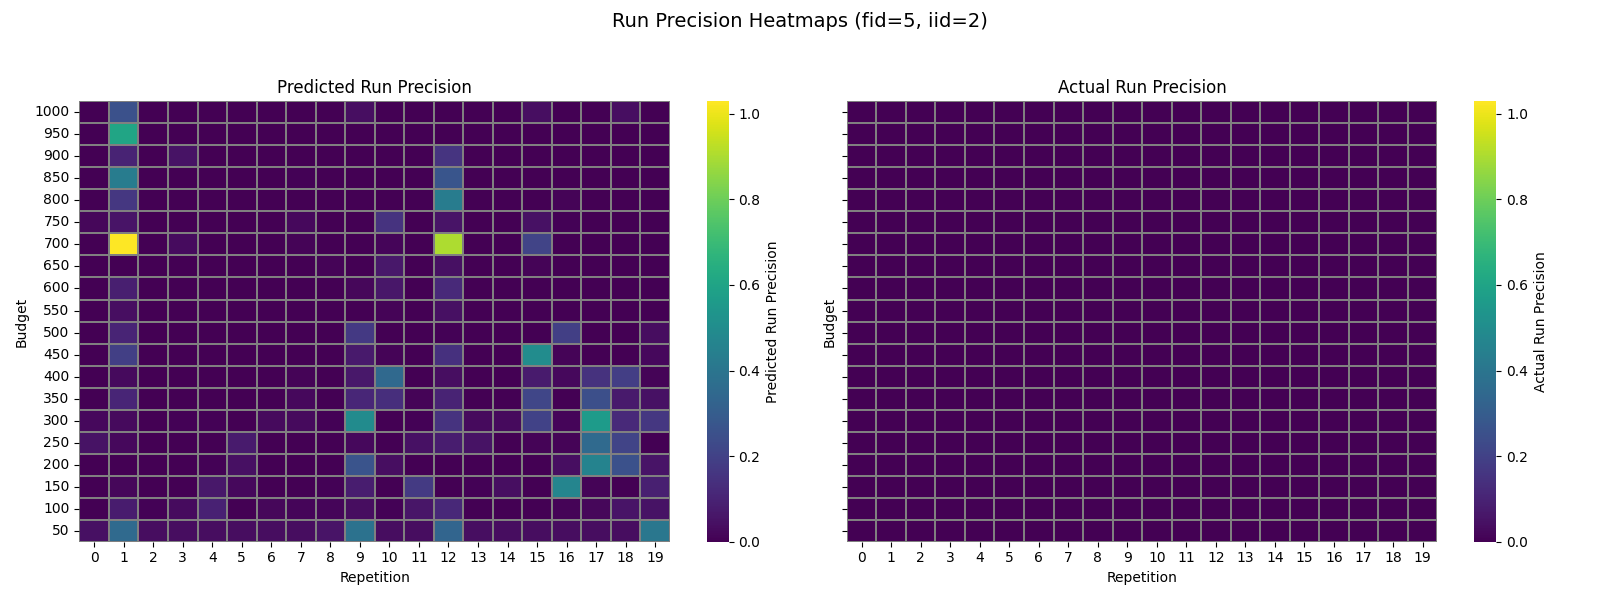 Run Precision Heatmaps (fid=5, iid=2)
Predicted Run Precision
1000
950
900
850
800
750
700
650
600
550
500
450
400
350
300
250
200
150
100
50
Budget
0 1 2 3 4 5 6 7 8 9 10 11 12 13 14 15 16 17 18 19
Repetition
1.0
0.8
0.6
0.4
0.2
0.0
Predicted Run Precision
Actual Run Precision
Budget
0 1 2 3 4 5 6 7 8 9 10 11 12 13 14 15 16 17 18 19
Repetition
1.0
0.8
0.6
0.4
0.2
0.0
Actual Run Precision